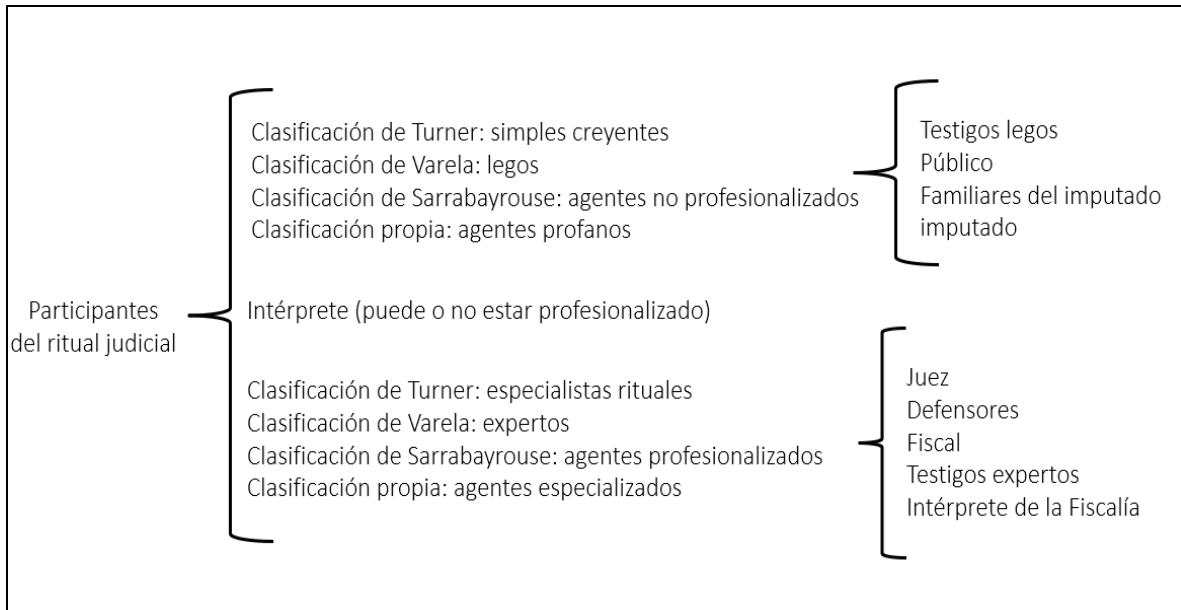 Participantes
del ritual judicial
Clasificación de Turner: simples creyentes
Clasificación de Varela: legos
Clasificación de Sarrabayrouse: agentes no profesionalizados
Clasificación propia: agentes profanos
Testigos legos
Público
Familiares del imputado
imputado
Intérprete (puede o no estar profesionalizado)
Clasificación de Turner: especialistas rituales
Clasificación de Varela: expertos
Clasificación de Sarrabayrouse: agentes profesionalizados
Clasificación propia: agentes especializados
Juez
Defensores
Fiscal
Testigos expertos
Intérprete de la Fiscalía